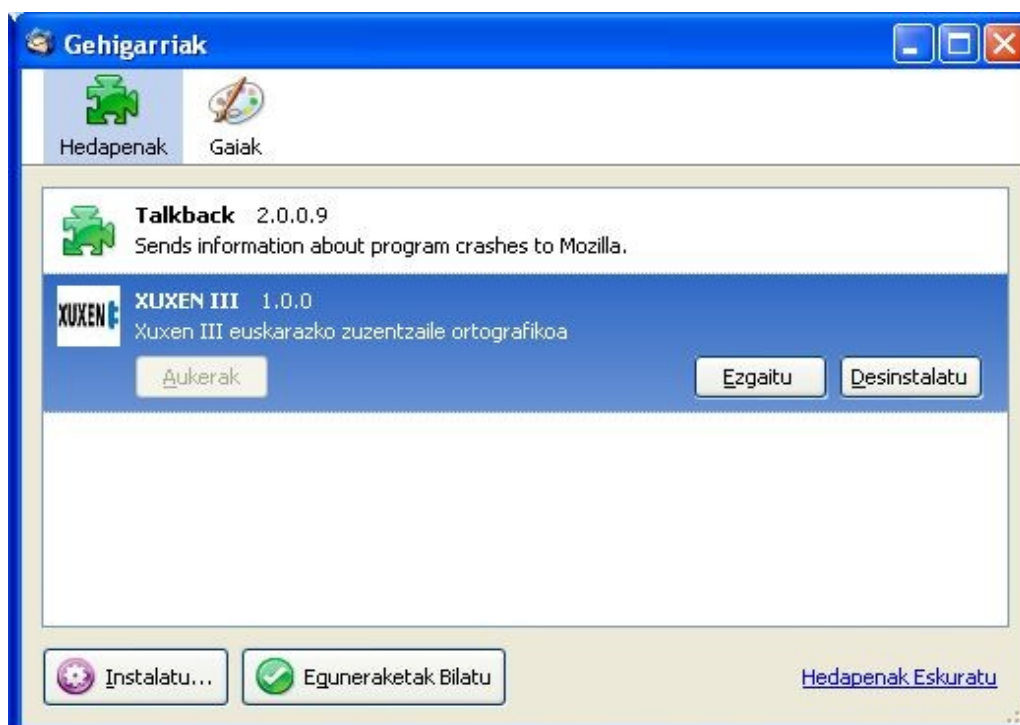 Gehigarriak
Hedapenak Gaiak
Talkback 2.0.0.9
Sends information about program crashes to Mozilla.
XUXEN
XUXEN III 1.0.0
Xuxen III euskarazko zuzentzaile ortografikoa
Aukerak Ezgaitu Desinstalatu
Instalatu... Eguneraketak Bilatu Hedapenak Eskuratu